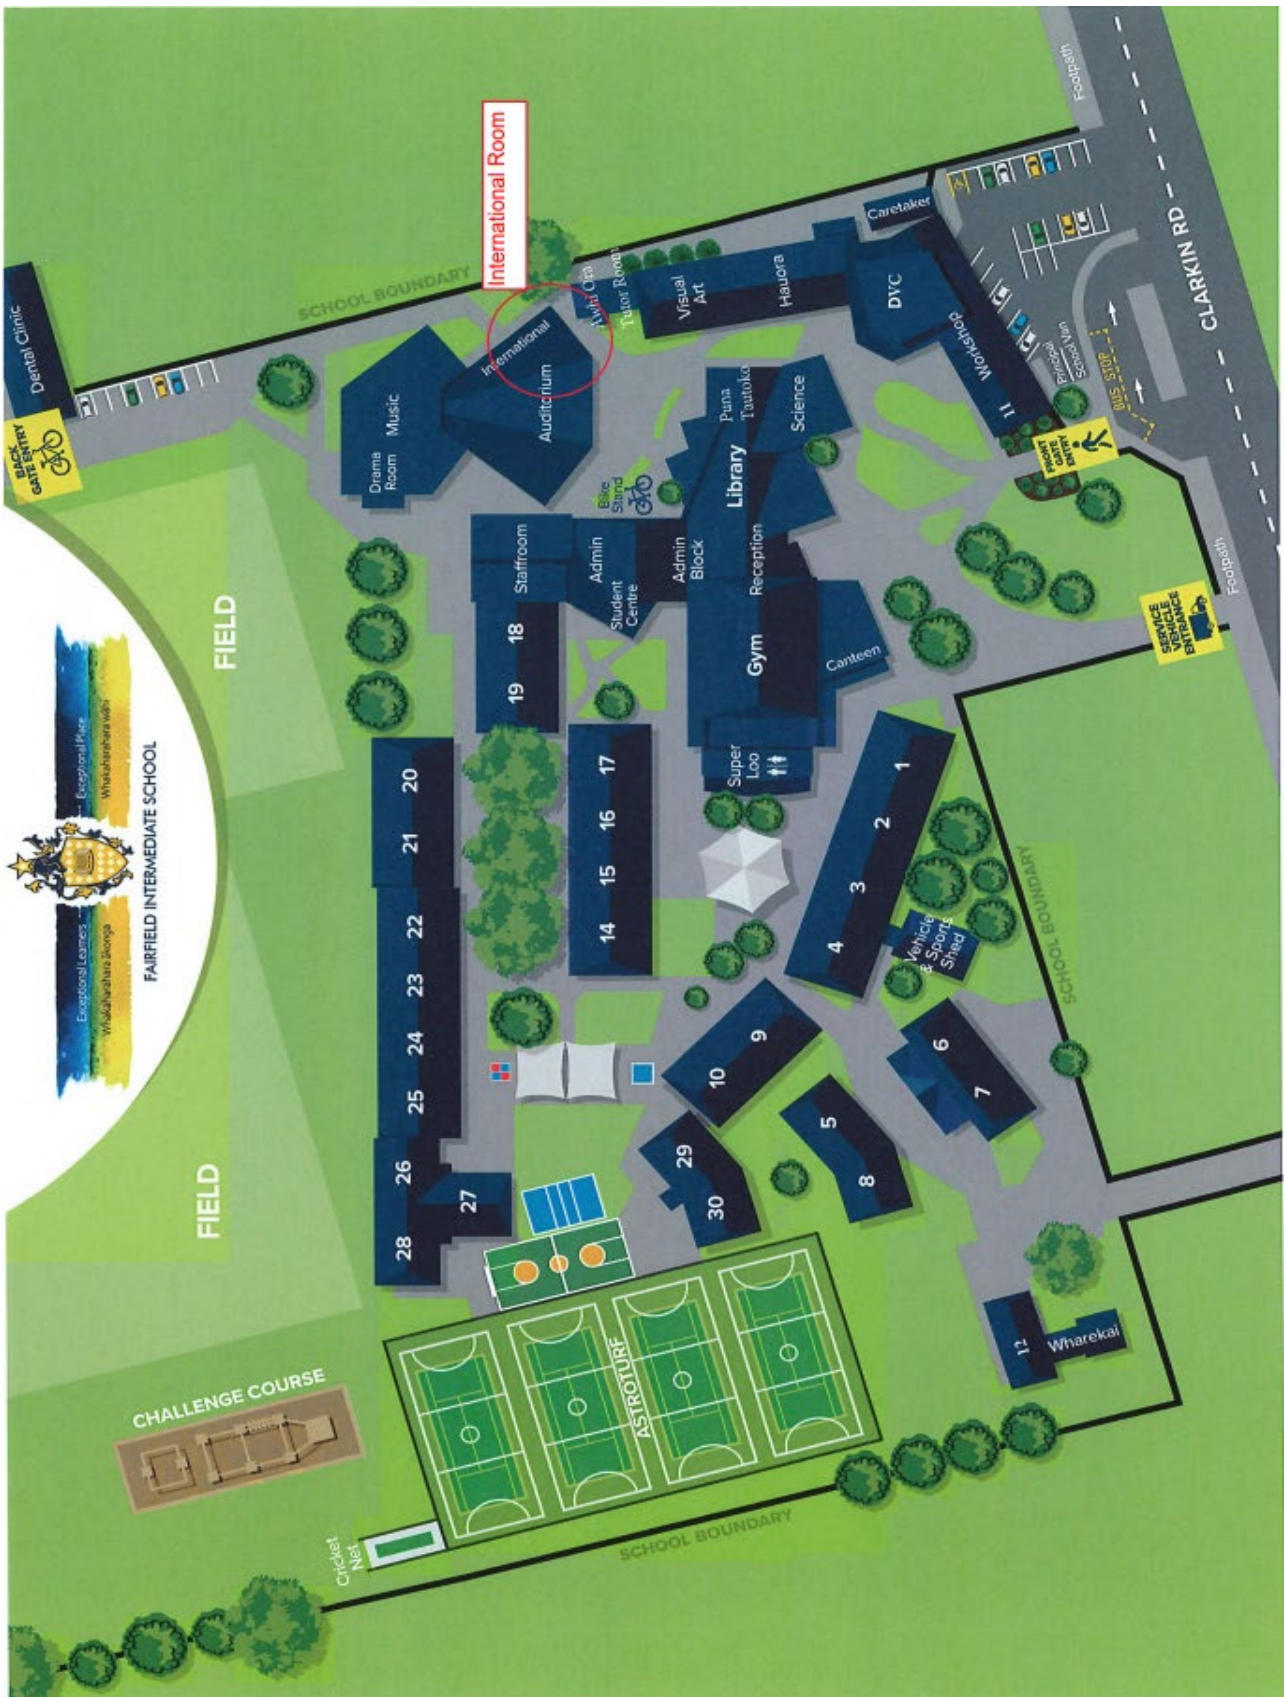 Exceptional Learners
Exceptional Place
Whakaharahara ākonga
Whakaharahara wāhi
FAIRFIELD INTERMEDIATE SCHOOL
Dental Clinic
BACK
GATE ENTRY
SCHOOL BOUNDARY
International Room
FIELD
FIELD
CHALLENGE COURSE
Cricket
Net
Drama
Room
Music
Auditorium
International
Tutor Room
Visual
Art
Hauora
DVC
Caretaker
Workshop
11
Principal
School Van
BUS STOP
CLARKIN RD
Footpath
Footpath
FRONT
GATE
ENTRY
SERVICE
VEHICLE
ENTRANCE
Bike
Stand
Puna
Tautoko
Science
Library
Reception
Staffroom
Admin
Student
Centre
Admin
Block
Gym
Canteen
Super
Loo
18
19
20
21
22
23
24
25
26
27
28
17
16
15
14
1
2
3
4
Vehicle
& Sports
Shed
9
10
6
7
5
8
29
30
12
Wharekai
ASTROTURF
SCHOOL BOUNDARY
SCHOOL BOUNDARY